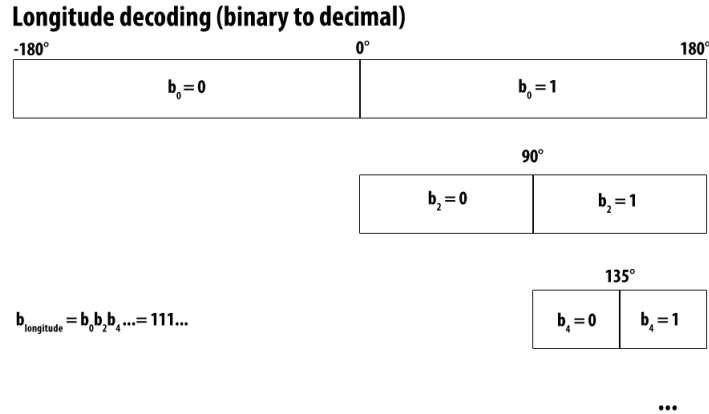 Longitude decoding (binary to decimal)
-180° 0° 180°
b₀ = 0 b₀ = 1
90°
b₂ = 0 b₂ = 1
135°
b_longitude = b₀b₂b₄...= 111... b₄ = 0 b₄ = 1
...